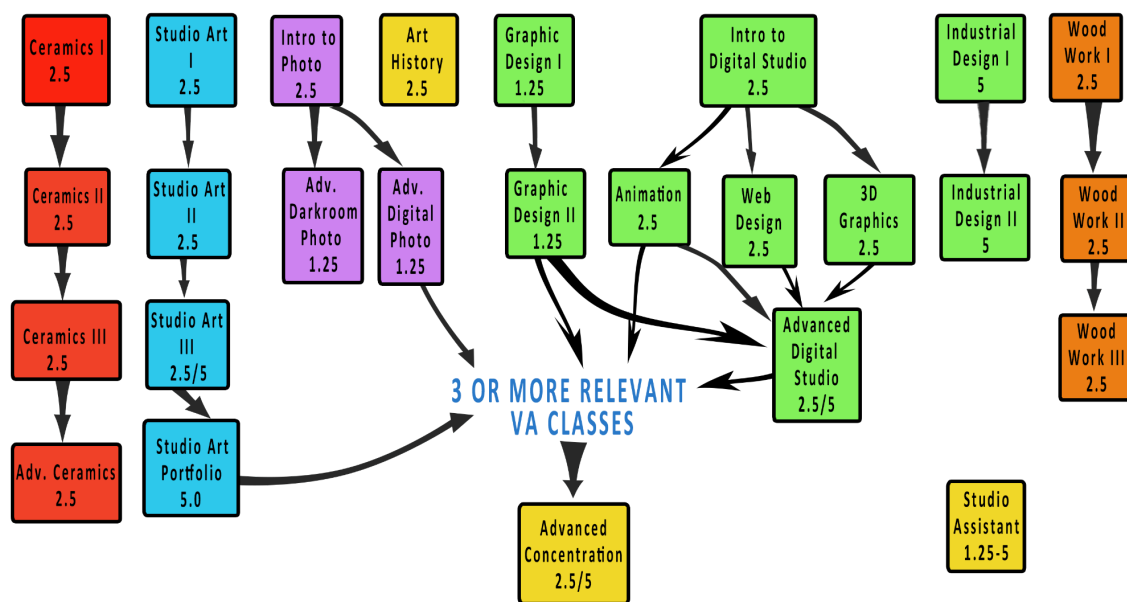 Ceramics I
2.5
Studio Art
I
2.5
Intro to
Photo
2.5
Art
History
2.5
Graphic
Design I
1.25
Intro to
Digital Studio
2.5
Industrial
Design I
5
Wood
Work I
2.5
Ceramics II
2.5
Studio Art
II
2.5
Adv.
Darkroom
Photo
1.25
Adv.
Digital
Photo
1.25
Graphic
Design II
1.25
Animation
2.5
Web
Design
2.5
3D
Graphics
2.5
Industrial
Design II
5
Wood
Work II
2.5
Ceramics III
2.5
Studio Art
III
2.5/5
Advanced
Digital
Studio
2.5/5
Wood
Work III
2.5
3 OR MORE RELEVANT
VA CLASSES
Adv. Ceramics
2.5
Studio Art
Portfolio
5.0
Advanced
Concentration
2.5/5
Studio
Assistant
1.25-5